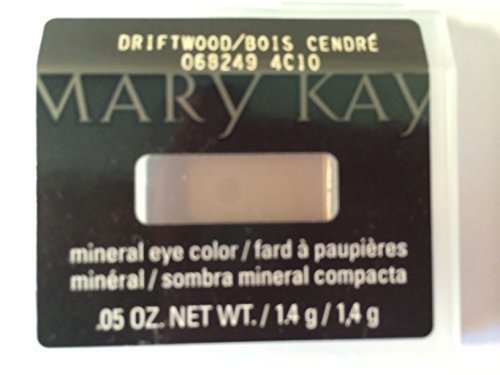 DRIFTWOOD/BOIS CENDRÉ
068249 4C10
MARY KAY
mineral eye color / fard à paupières
minéral / sombra mineral compacta
.05 OZ. NET WT. / 1.4 g / 1,4 g